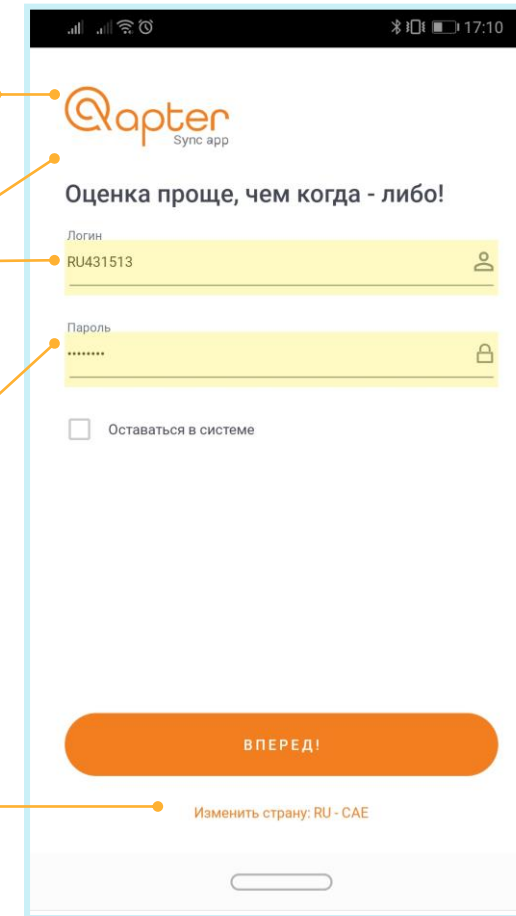 17:10
Qapter
Sync app
Оценка проще, чем когда - либо!
Логин
RU431513
Пароль
••••••••
Оставаться в системе
ВПЕРЕД!
Изменить страну: RU - CAE